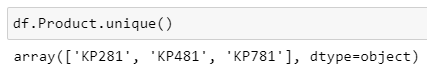 df.Product.unique()
array(['KP281', 'KP481', 'KP781'], dtype=object)